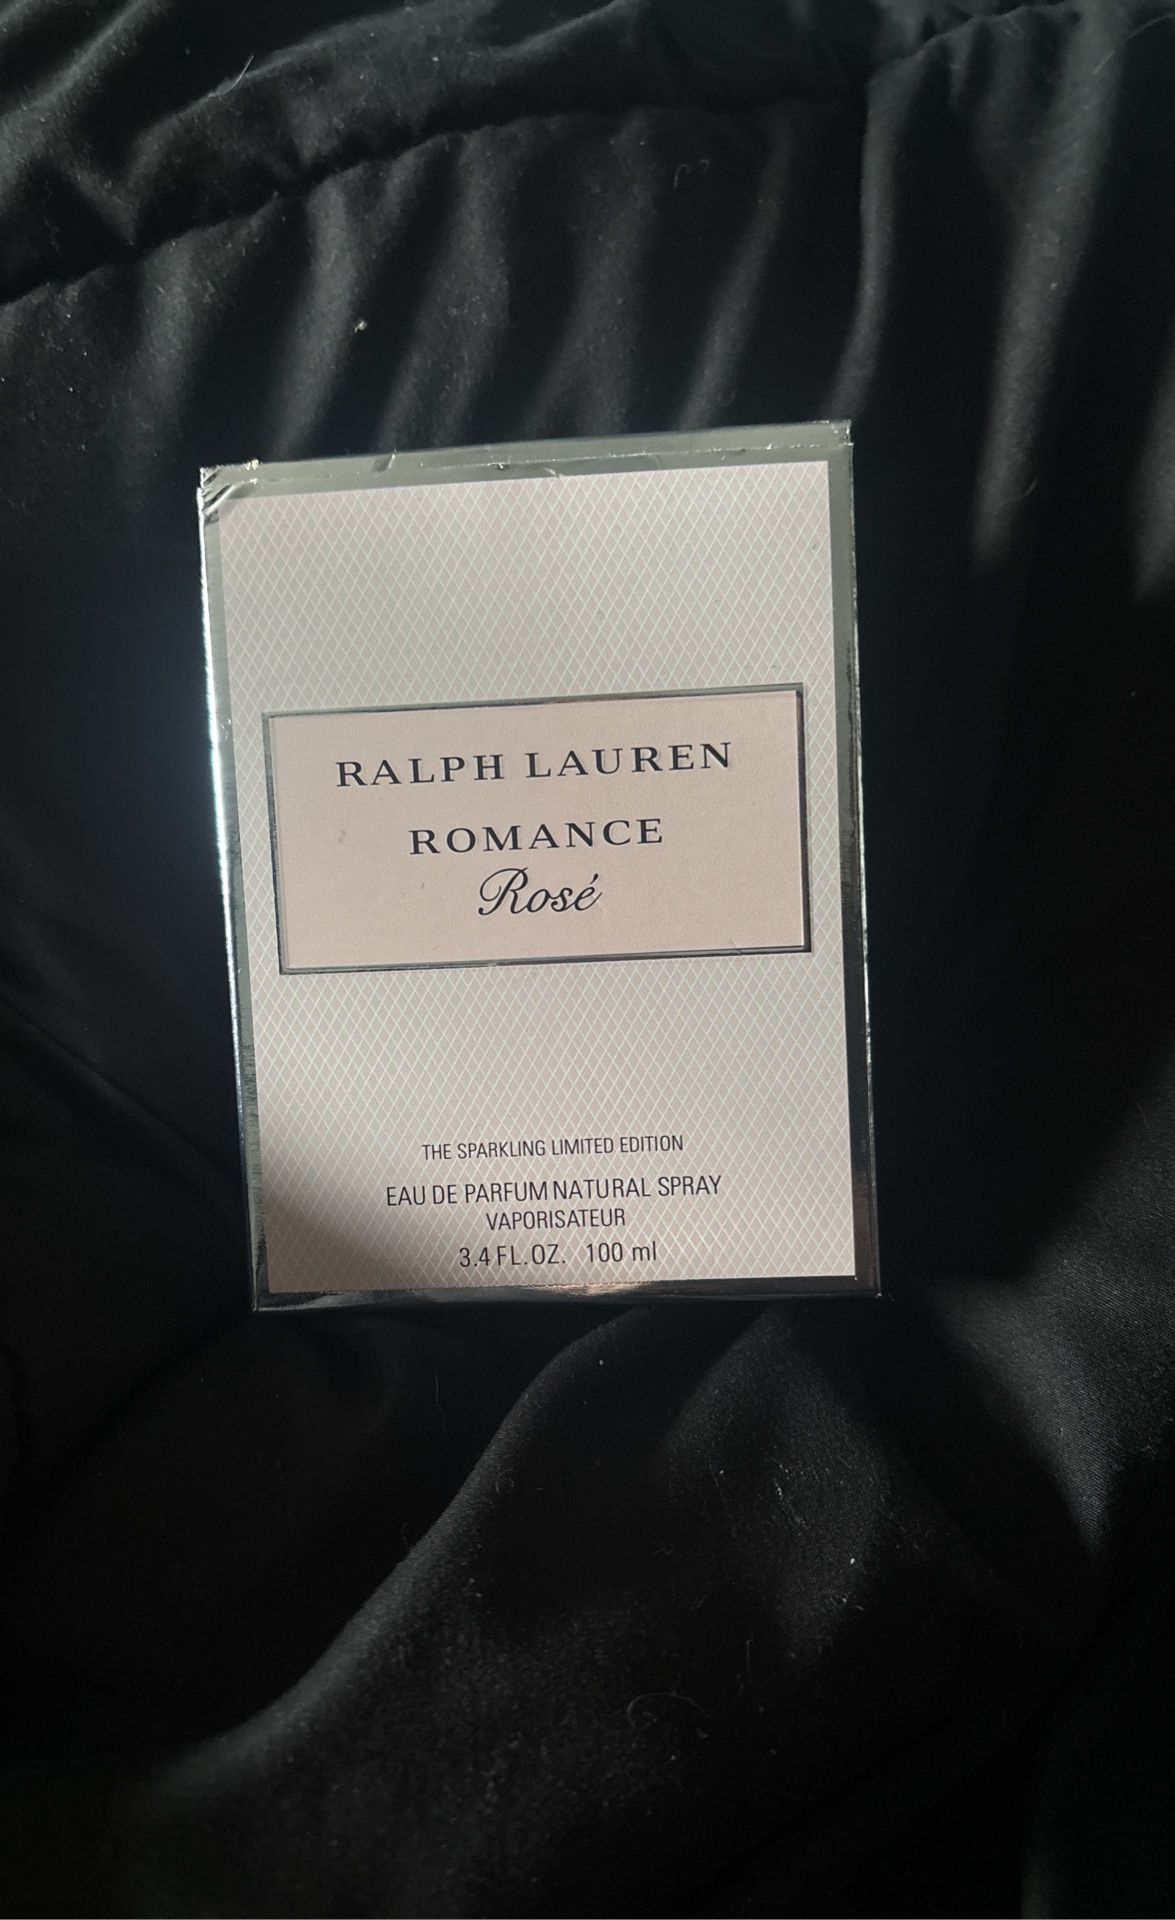 RALPH LAUREN
ROMANCE
Rosé
THE SPARKLING LIMITED EDITION
EAU DE PARFUM NATURAL SPRAY
VAPORISATEUR
3.4 FL.OZ. 100 ml